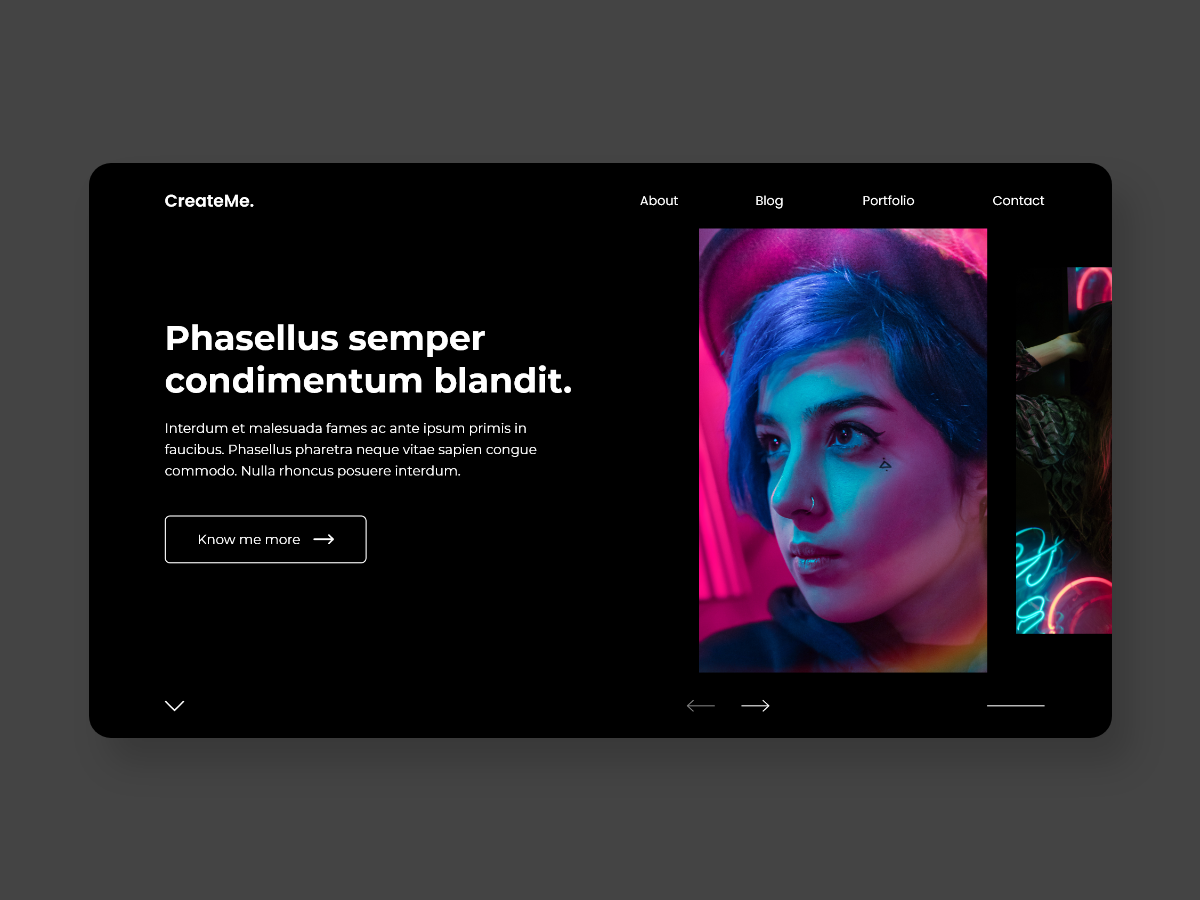 CreateMe.
About Blog Portfolio Contact
Phasellus semper
condimentum blandit.
Interdum et malesuada fames ac ante ipsum primis in
faucibus. Phasellus pharetra neque vitae sapien congue
commodo. Nulla rhoncus posuere interdum.
Know me more